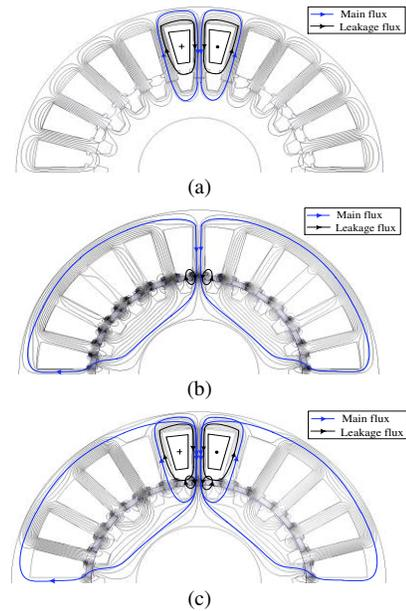 Main flux
Leakage flux
+
(a)
Main flux
Leakage flux
(b)
Main flux
Leakage flux
+
(c)